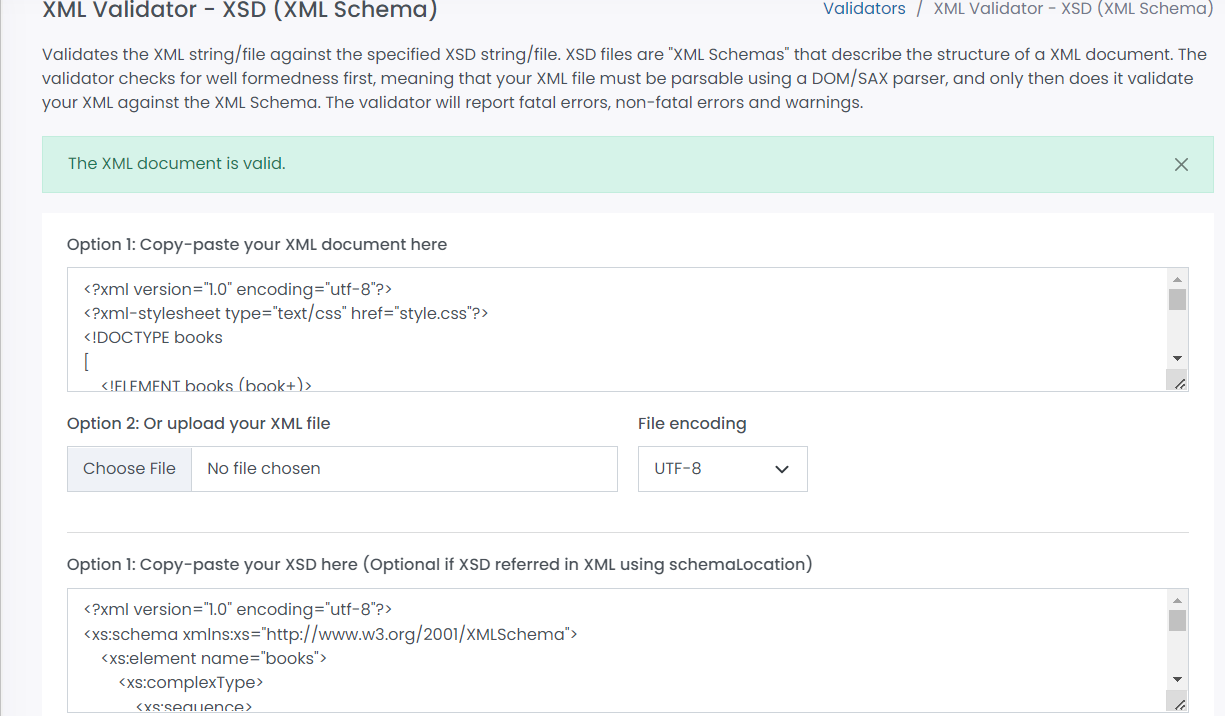 XML Validator - XSD (XML Schema)
Validators / XML Validator - XSD (XML Schema)
Validates the XML string/file against the specified XSD string/file. XSD files are "XML Schemas" that describe the structure of a XML document. The
validator checks for well formedness first, meaning that your XML file must be parsable using a DOM/SAX parser, and only then does it validate
your XML against the XML Schema. The validator will report fatal errors, non-fatal errors and warnings.
The XML document is valid.
Option 1: Copy-paste your XML document here
<?xml version="1.0" encoding="utf-8"?>
<?xml-stylesheet type="text/css" href="style.css"?>
<!DOCTYPE books
[
<!ELEMENT books (book+)>
Option 2: Or upload your XML file
File encoding
Choose File
No file chosen
UTF-8
Option 1: Copy-paste your XSD here (Optional if XSD referred in XML using schemaLocation)
<?xml version="1.0" encoding="utf-8"?>
<xs:schema xmlns:xs="http://www.w3.org/2001/XMLSchema">
<xs:element name="books">
<xs:complexType>
<xs:sequence>